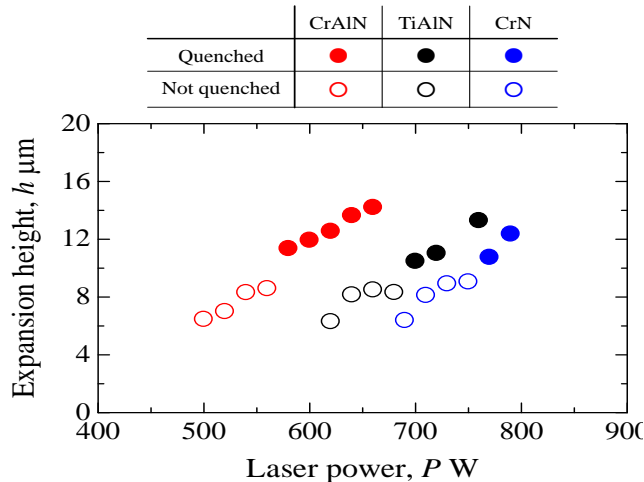 CrAlN TiAlN CrN
Quenched
Not quenched
20
16
12
8
4
0
400 500 600 700 800 900
Expansion height, h μm
Laser power, P W